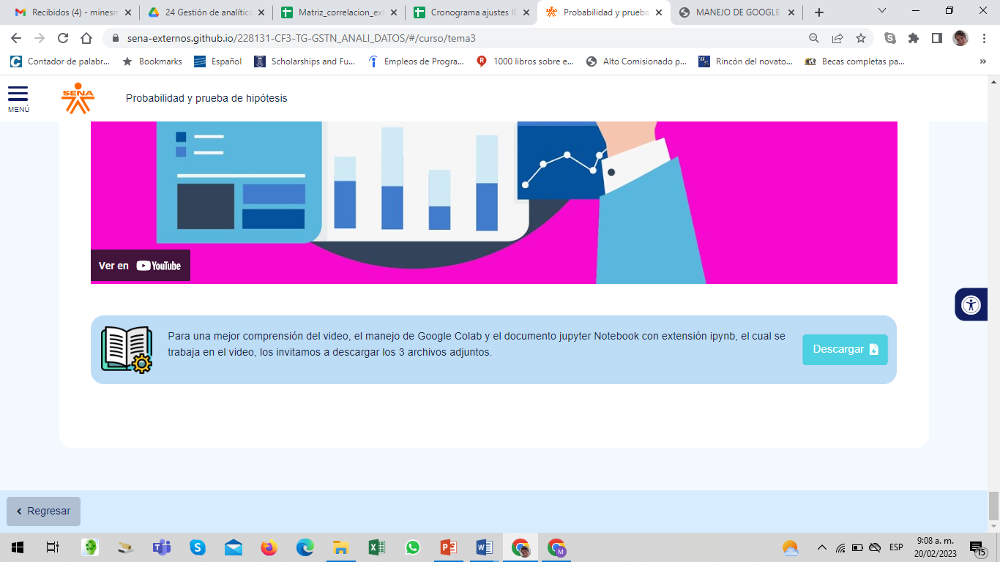 Recibidos (4) - minesm
24 Gestión de analítica
Matriz_correlacion_ex
Cronograma ajustes IE
Probabilidad y prueba
MANEJO DE GOOGLE
sena-externos.github.io/228131-CF3-TG-GSTN_ANALI_DATOS/#/curso/tema3
Contador de palabr...
Bookmarks
Español
Scholarships and Fu...
Empleos de Progra...
1000 libros sobre e...
Alto Comisionado p...
Rincón del novato...
Becas completas pa...
»
MENÚ
SENA
Probabilidad y prueba de hipótesis
Ver en YouTube
Para una mejor comprensión del video, el manejo de Google Colab y el documento jupyter Notebook con extensión ipynb, el cual se
trabaja en el video, los invitamos a descargar los 3 archivos adjuntos.
Descargar
Regresar
ESP
9:08 a. m.
20/02/2023
15